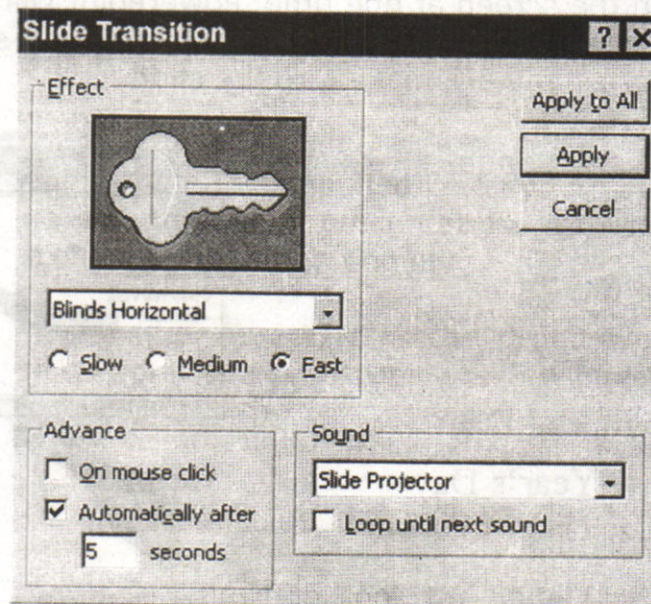 Slide Transition
Effect
Apply to All
Apply
Cancel
Blinds Horizontal
Slow Medium Fast
Advance
On mouse click
Automatically after
5 seconds
Sound
Slide Projector
Loop until next sound